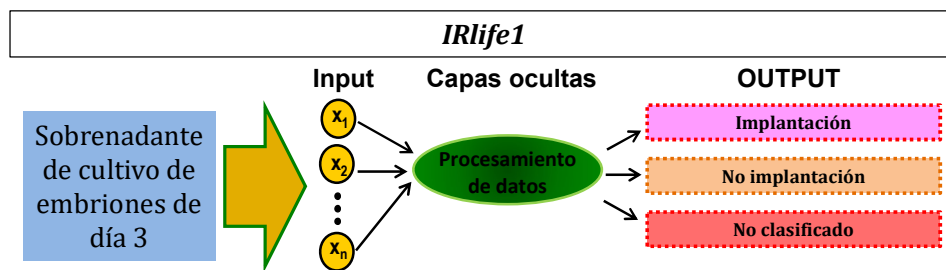 IRlife1
Input
Capas ocultas
OUTPUT
Sobrenadante
de cultivo de
embriones de
día 3
x1
x2
xn
Procesamiento
de datos
Implantación
No implantación
No clasificado